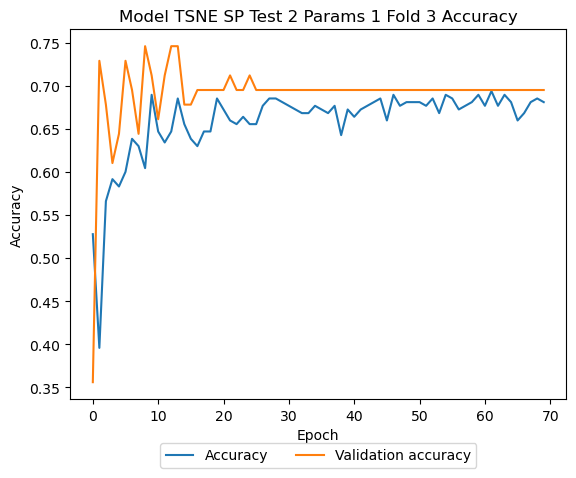 Model TSNE SP Test 2 Params 1 Fold 3 Accuracy
0.75
0.70
0.65
0.60
0.55
0.50
0.45
0.40
0.35
Accuracy
0 10 20 30 40 50 60 70
Epoch
Accuracy Validation accuracy